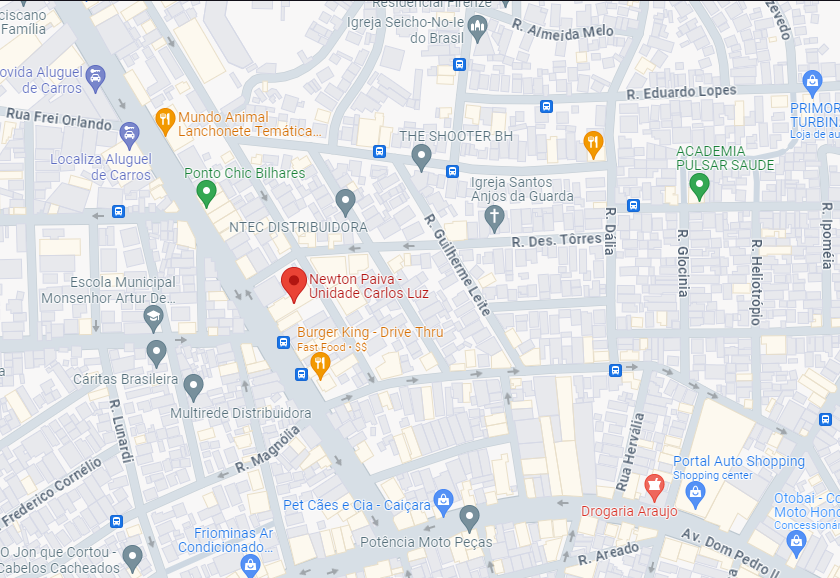 ciscano
Família
Residencial Firenze
Igreja Seicho-No-Ie
do Brasil
R. Almeida Melo
zevedo
ovida Aluguel
de Carros
Rua Frei Orlando
Mundo Animal
Lanchonete Temática...
R. Eduardo Lopes
PRIMOR
TURBIN
Loja de au
Localiza Aluguel
de Carros
THE SHOOTER BH
ACADEMIA
PULSAR SAUDE
Ponto Chic Bilhares
Igreja Santos
Anjos da Guarda
NTEC DISTRIBUIDORA
R. Guilherme Leite
R. Des. Tôrres
R. Dália
R. Glocinia
R. Heliotrópio
R. Ipoméia
Escola Municipal
Monsenhor Artur De...
Newton Paiva -
Unidade Carlos Luz
Burger King - Drive Thru
Fast Food • $$
a
Cáritas Brasileira
Multirede Distribuidora
R. Lunardi
R. Magnólia
Rua Hervália
Frederico Cornélio
Portal Auto Shopping
Shopping center
Pet Cães e Cia - Caiçara
Drogaria Araujo
Otobai - Co
Moto Hond
Concessionár
Friominas Ar
Condicionado...
Potência Moto Peças
Av. Dom Pedro II
R. Areado
O Jon que Cortou -
Cabelos Cacheados